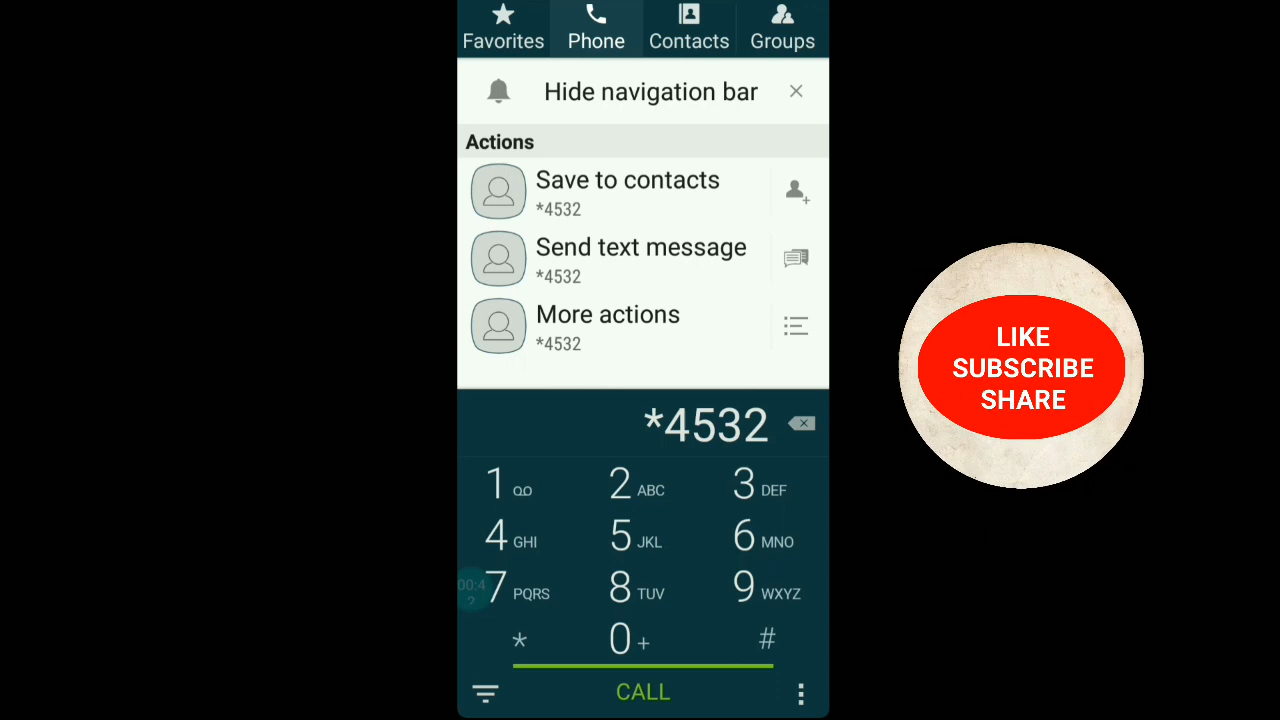 Favorites Phone Contacts Groups
Hide navigation bar
Actions
Save to contacts
*4532
Send text message
*4532
More actions
*4532
*4532
1 2 ABC 3 DEF
4 GHI 5 JKL 6 MNO
7 PQRS 8 TUV 9 WXYZ
* 0 + #
CALL
LIKE
SUBSCRIBE
SHARE